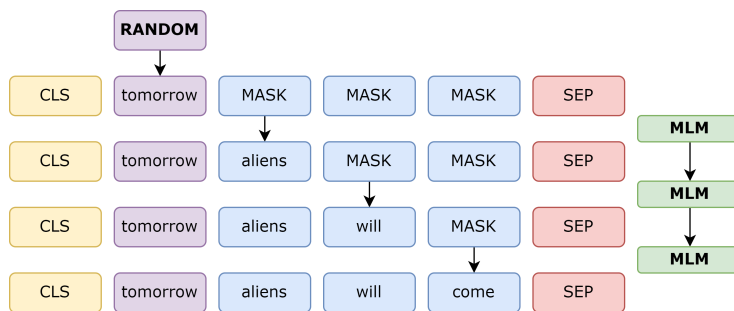 RANDOM
CLS tomorrow MASK MASK MASK SEP
MLM
CLS tomorrow aliens MASK MASK SEP
MLM
CLS tomorrow aliens will MASK SEP
MLM
CLS tomorrow aliens will come SEP